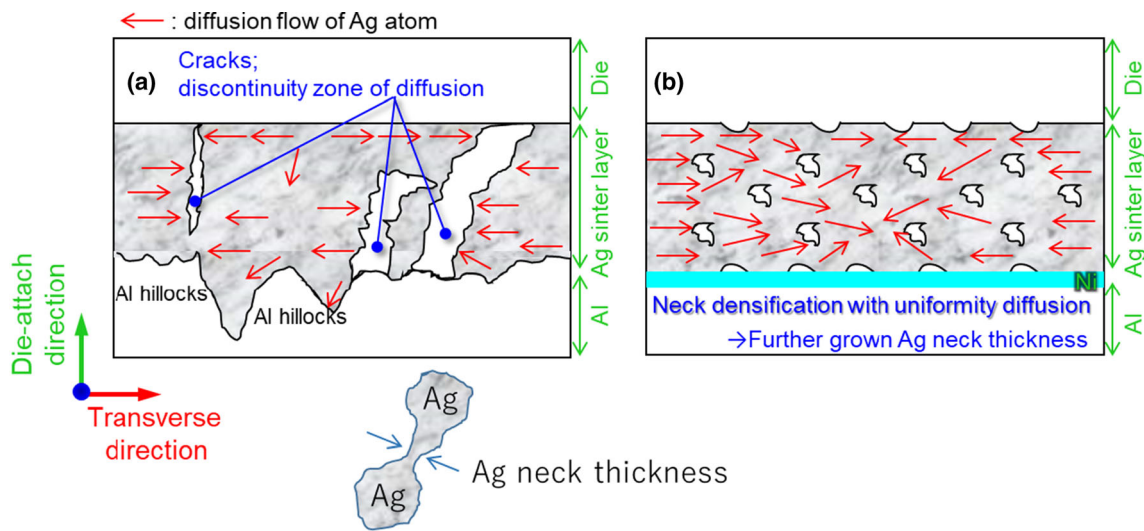 : diffusion flow of Ag atom
(a)
Cracks;
discontinuity zone of diffusion
Al hillocks
Al hillocks
Die
Ag sinter layer
Al
(b)
Ni
Neck densification with uniformity diffusion
→Further grown Ag neck thickness
Die
Ag sinter layer
Al
Die-attach
direction
Transverse
direction
Ag
Ag
Ag neck thickness